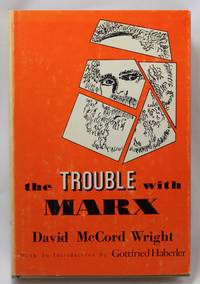 the TROUBLE with
MARX
David McCord Wright
With An Introduction By Gottfried Haberler